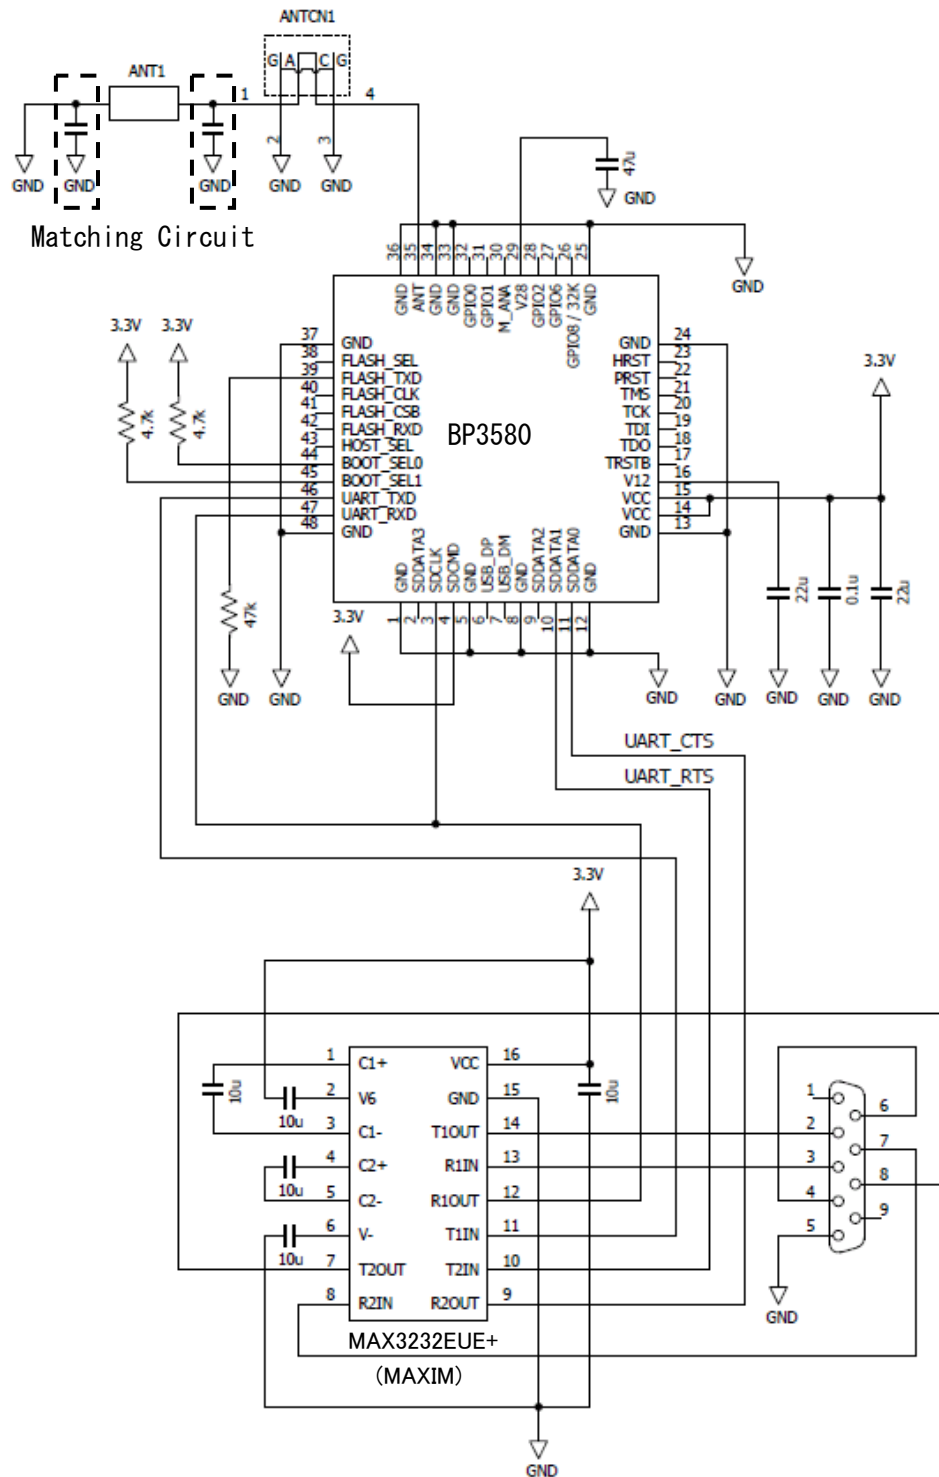 ANTCN1
G A C G
ANT1
1
4
2
3
GND
GND
GND
GND
GND
Matching Circuit
47u
GND
36
35
34
33
32
31
30
29
28
27
26
25
GND
ANT
GND
GND
GPIO0
GPIO1
M_ANA
V28
GPIO2
GPIO6
GPIO8 / 32K
GND
GND
3.3V
3.3V
4.7k
4.7k
37 GND
38 FLASH_SEL
39 FLASH_TXD
40 FLASH_CLK
41 FLASH_CSB
42 FLASH_RXD
43 HOST_SEL
44 BOOT_SEL0
45 BOOT_SEL1
46 UART_TXD
47 UART_RXD
48 GND
BP3580
GND 24
HRST 23
PRST 22
TMS 21
TCK 20
TDI 19
TDO 18
TRSTB 17
V12 16
VCC 15
VCC 14
GND 13
3.3V
GND
SDDATA3
SDCLK
SDCMD
GND
USB_DP
USB_DM
GND
SDDATA2
SDDATA1
SDDATA0
GND
1
2
3
4
5
6
7
8
9
10
11
12
47k
3.3V
22u
0.1u
22u
GND
GND
GND
GND
GND
GND
GND
UART_CTS
UART_RTS
3.3V
1 C1+
2 V6
3 C1-
4 C2+
5 C2-
6 V-
7 T2OUT
8 R2IN
VCC 16
GND 15
T1OUT 14
R1IN 13
R1OUT 12
T1IN 11
T2IN 10
R2OUT 9
10u
10u
10u
10u
10u
MAX3232EUE+
(MAXIM)
1
2
3
4
5
6
7
8
9
GND
GND